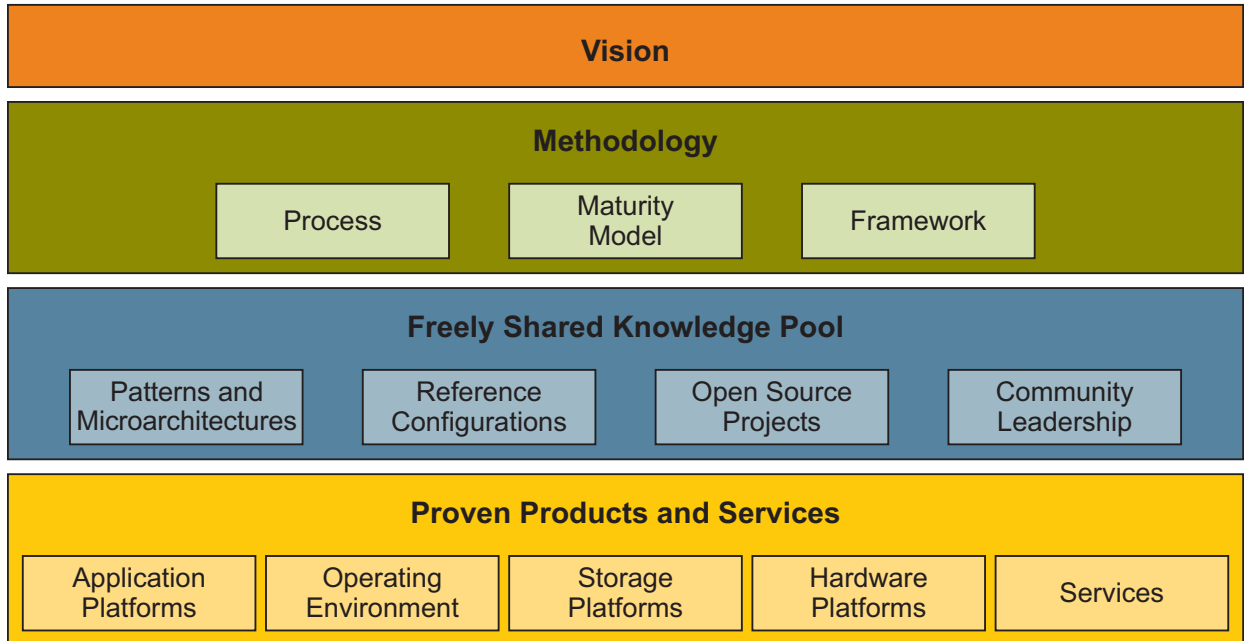 Vision
Methodology
Process
Maturity
Model
Framework
Freely Shared Knowledge Pool
Patterns and
Microarchitectures
Reference
Configurations
Open Source
Projects
Community
Leadership
Proven Products and Services
Application
Platforms
Operating
Environment
Storage
Platforms
Hardware
Platforms
Services